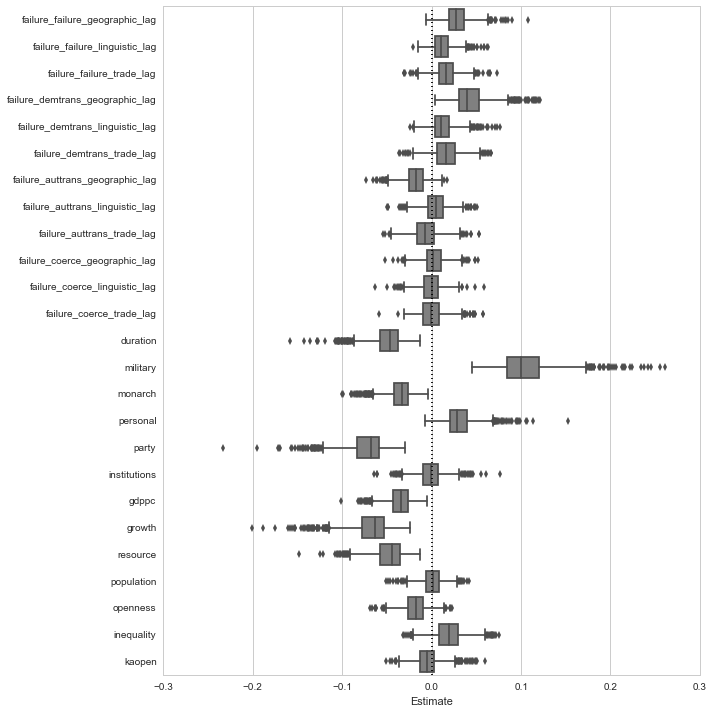 failure_failure_geographic_lag
failure_failure_linguistic_lag
failure_failure_trade_lag
failure_demtrans_geographic_lag
failure_demtrans_linguistic_lag
failure_demtrans_trade_lag
failure_auttrans_geographic_lag
failure_auttrans_linguistic_lag
failure_auttrans_trade_lag
failure_coerce_geographic_lag
failure_coerce_linguistic_lag
failure_coerce_trade_lag
duration
military
monarch
personal
party
institutions
gdppc
growth
resource
population
openness
inequality
kaopen
−0.3 −0.2 −0.1 0.0 0.1 0.2 0.3
Estimate